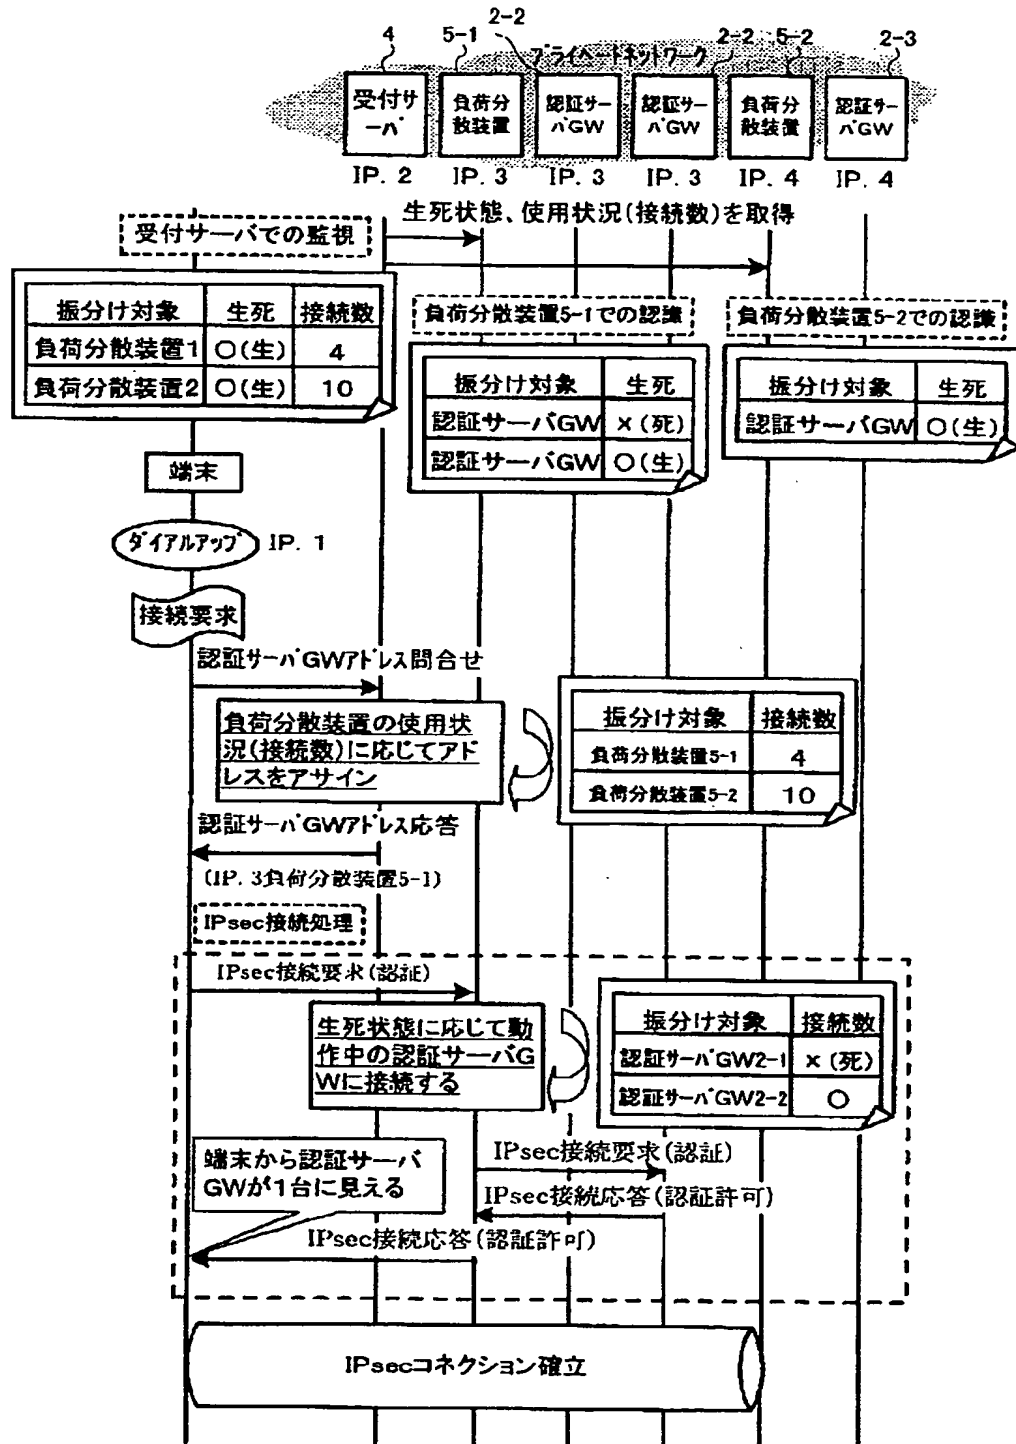 4
5-1
2-2
2-2
5-2
2-3
プライベートネットワーク
受付サ
ーバ
負荷分
散装置
認証サー
バGW
認証サー
バGW
負荷分
散装置
認証サー
バGW
IP. 2
IP. 3
IP. 3
IP. 3
IP. 4
IP. 4
生死状態、使用状況(接続数)を取得
受付サーバでの監視
振分け対象 生死 接続数
負荷分散装置1 ○(生) 4
負荷分散装置2 ○(生) 10
負荷分散装置5-1での認識
振分け対象 生死
認証サーバGW ×(死)
認証サーバGW ○(生)
負荷分散装置5-2での認識
振分け対象 生死
認証サーバGW ○(生)
端末
ダイアルアップ
IP. 1
接続要求
認証サーバGWアドレス問合せ
負荷分散装置の使用状
況(接続数)に応じてアド
レスをアサイン
振分け対象 接続数
負荷分散装置5-1 4
負荷分散装置5-2 10
認証サーバGWアドレス応答
(IP. 3負荷分散装置5-1)
IPsec接続処理
IPsec接続要求(認証)
生死状態に応じて動
作中の認証サーバG
Wに接続する
振分け対象 接続数
認証サーバGW2-1 ×(死)
認証サーバGW2-2 ○
端末から認証サーバ
GWが1台に見える
IPsec接続要求(認証)
IPsec接続応答(認証許可)
IPsec接続応答(認証許可)
IPsecコネクション確立